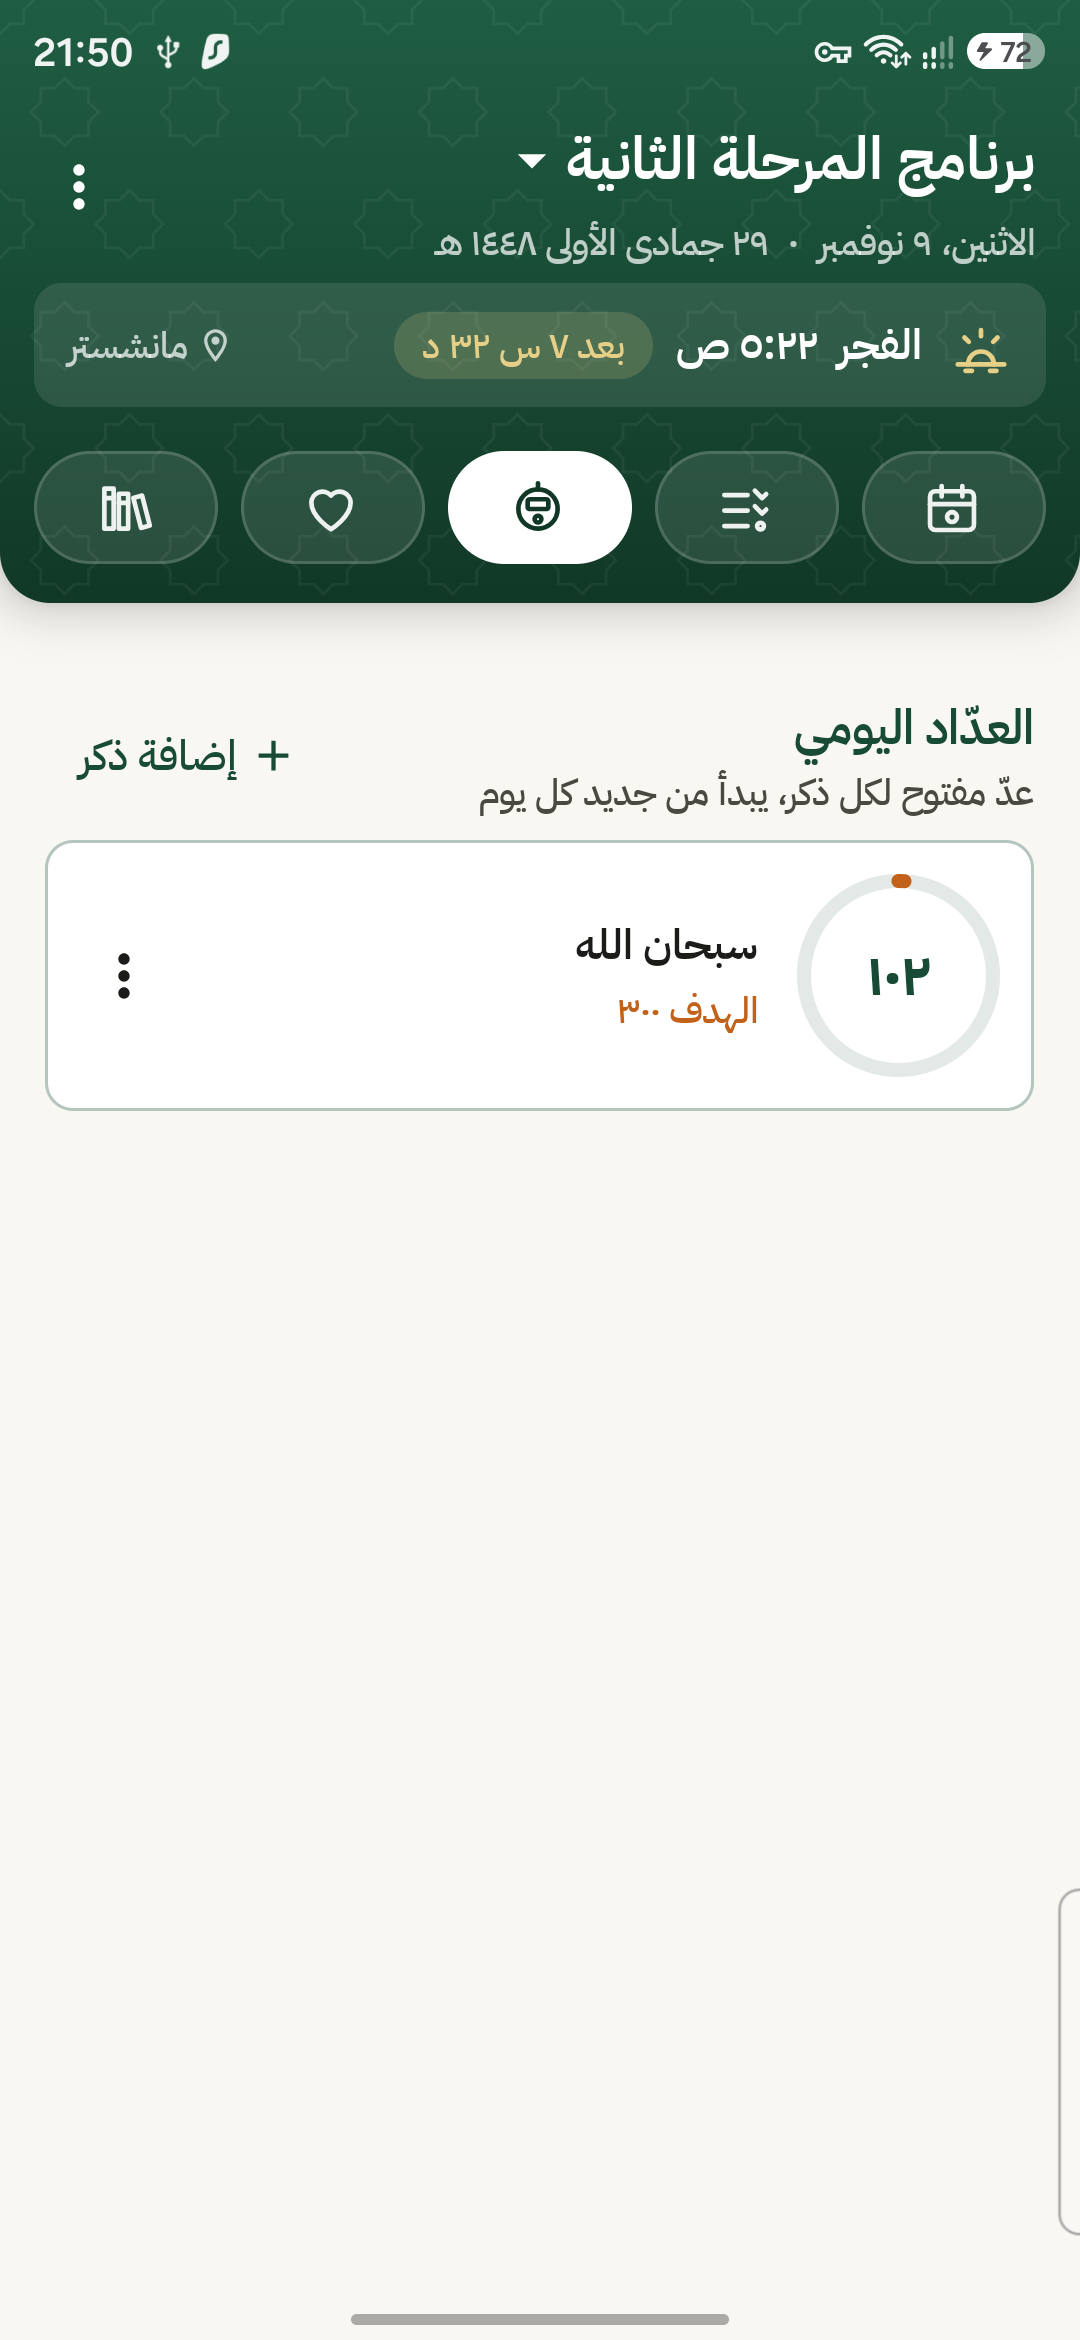 21:50
72
برنامج المرحلة الثانية
الاثنين، ٩ نوفمبر · ٢٩ جمادى الأولى ١٤٤٨ هـ
الفجر ٥:٢٢ ص بعد ٧ س ٣٢ د مانشستر
العدّاد اليومي
عدّ مفتوح لكل ذكر، يبدأ من جديد كل يوم
+ إضافة ذكر
١٠٢
سبحان الله
الهدف ٣٠٠